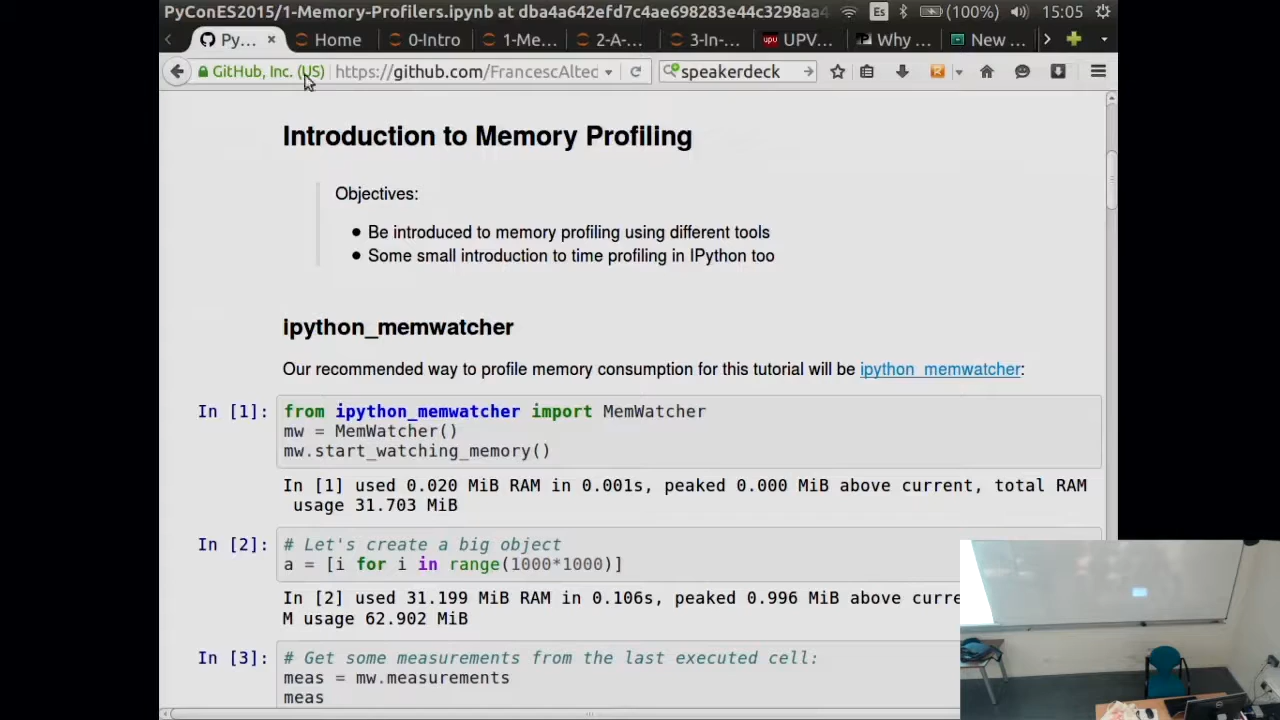 PyConES2015/1-Memory-Profilers.ipynb at dba4a642efd7c4ae698283e44c3298aa4
Es
(100%)
15:05
Py...
Home
0-Intro
1-Me...
2-A-...
3-In-...
upv
UPV...
Why ...
New ...
GitHub, Inc. (US)
https://github.com/FrancescAltec
speakerdeck
Introduction to Memory Profiling
Objectives:
Be introduced to memory profiling using different tools
Some small introduction to time profiling in IPython too
ipython_memwatcher
Our recommended way to profile memory consumption for this tutorial will be ipython_memwatcher:
In [1]: from ipython_memwatcher import MemWatcher
mw = MemWatcher()
mw.start_watching_memory()
In [1] used 0.020 MiB RAM in 0.001s, peaked 0.000 MiB above current, total RAM
usage 31.703 MiB
In [2]: # Let's create a big object
a = [i for i in range(1000*1000)]
In [2] used 31.199 MiB RAM in 0.106s, peaked 0.996 MiB above curre
M usage 62.902 MiB
In [3]: # Get some measurements from the last executed cell:
meas = mw.measurements
meas